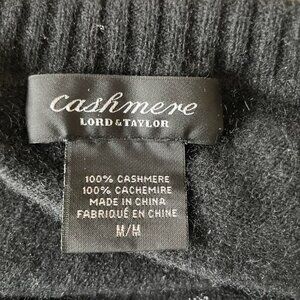 cashmere
LORD & TAYLOR
100% CASHMERE
100% CACHEMIRE
MADE IN CHINA
FABRIQUÉ EN CHINE
M/M